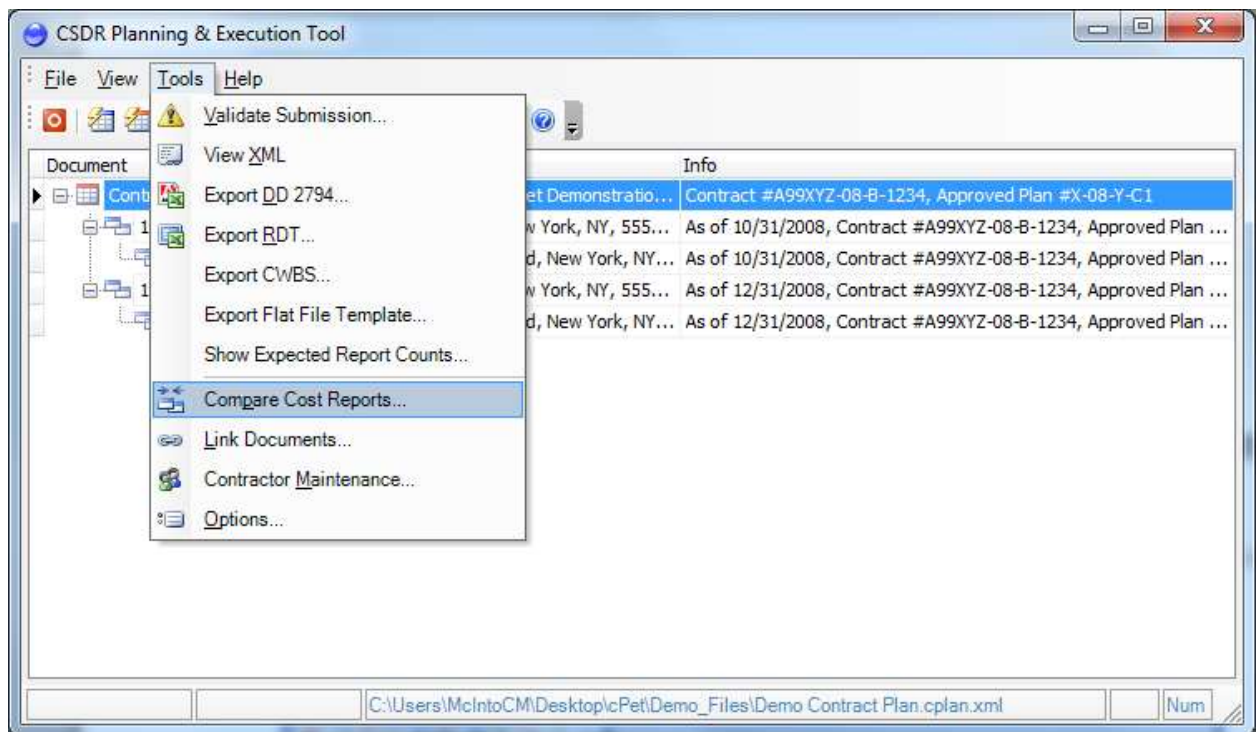 CSDR Planning & Execution Tool
File View Tools Help
Validate Submission...
Document Info
View XML
Cont et Demonstratio... Contract #A99XYZ-08-B-1234, Approved Plan #X-08-Y-C1
Export DD 2794...
1 w York, NY, 555... As of 10/31/2008, Contract #A99XYZ-08-B-1234, Approved Plan ...
Export RDT...
d, New York, NY... As of 10/31/2008, Contract #A99XYZ-08-B-1234, Approved Plan ...
Export CWBS...
1 w York, NY, 555... As of 12/31/2008, Contract #A99XYZ-08-B-1234, Approved Plan ...
Export Flat File Template...
d, New York, NY... As of 12/31/2008, Contract #A99XYZ-08-B-1234, Approved Plan ...
Show Expected Report Counts...
Compare Cost Reports...
Link Documents...
Contractor Maintenance...
Options...
C:\Users\McIntoCM\Desktop\cPet\Demo_Files\Demo Contract Plan.cplan.xml Num